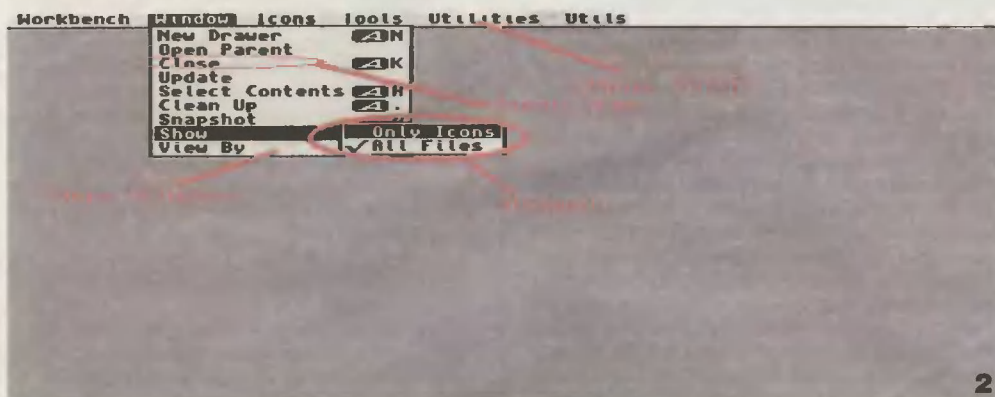 Workbench Window Icons Tools Utilities Utils
New Drawer A N
Open Parent
Close A K
Update
Select Contents A
Clean Up A .
Snapshot
Show
Only Icons
View By
✓ All Files
2